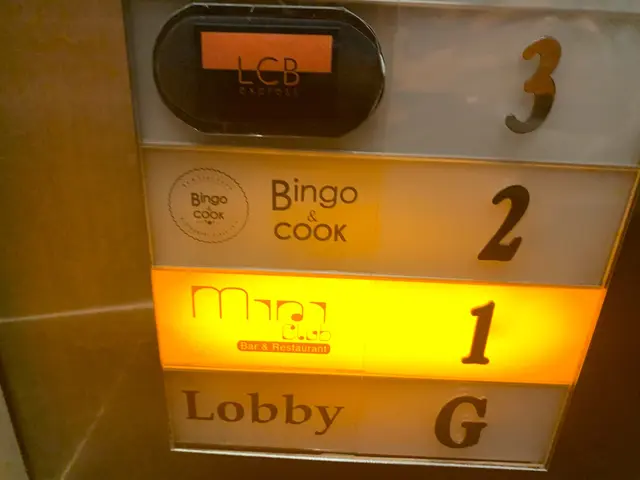 LCB
express
3
Bingo
&
COOK
Bingo
&
COOK
2
Bar & Restaurant
1
Lobby G